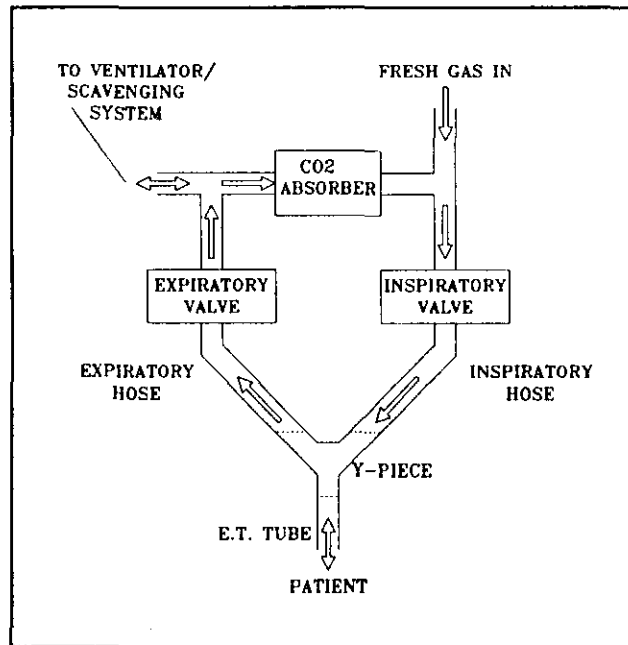 TO VENTILATOR/
SCAVENGING
SYSTEM
FRESH GAS IN
CO2
ABSORBER
EXPIRATORY
VALVE
INSPIRATORY
VALVE
EXPIRATORY
HOSE
INSPIRATORY
HOSE
Y-PIECE
E.T. TUBE
PATIENT